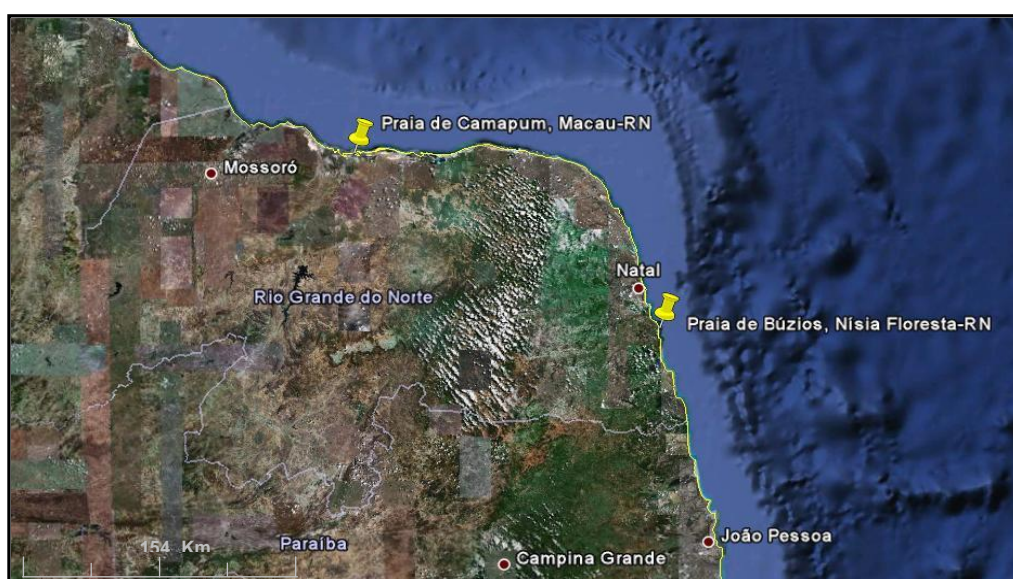 Praia de Camapum, Macau-RN
Mossoró
Natal
Rio Grande do Norte
Praia de Búzios, Nísia Floresta-RN
154 Km
Paraíba
João Pessoa
Campina Grande